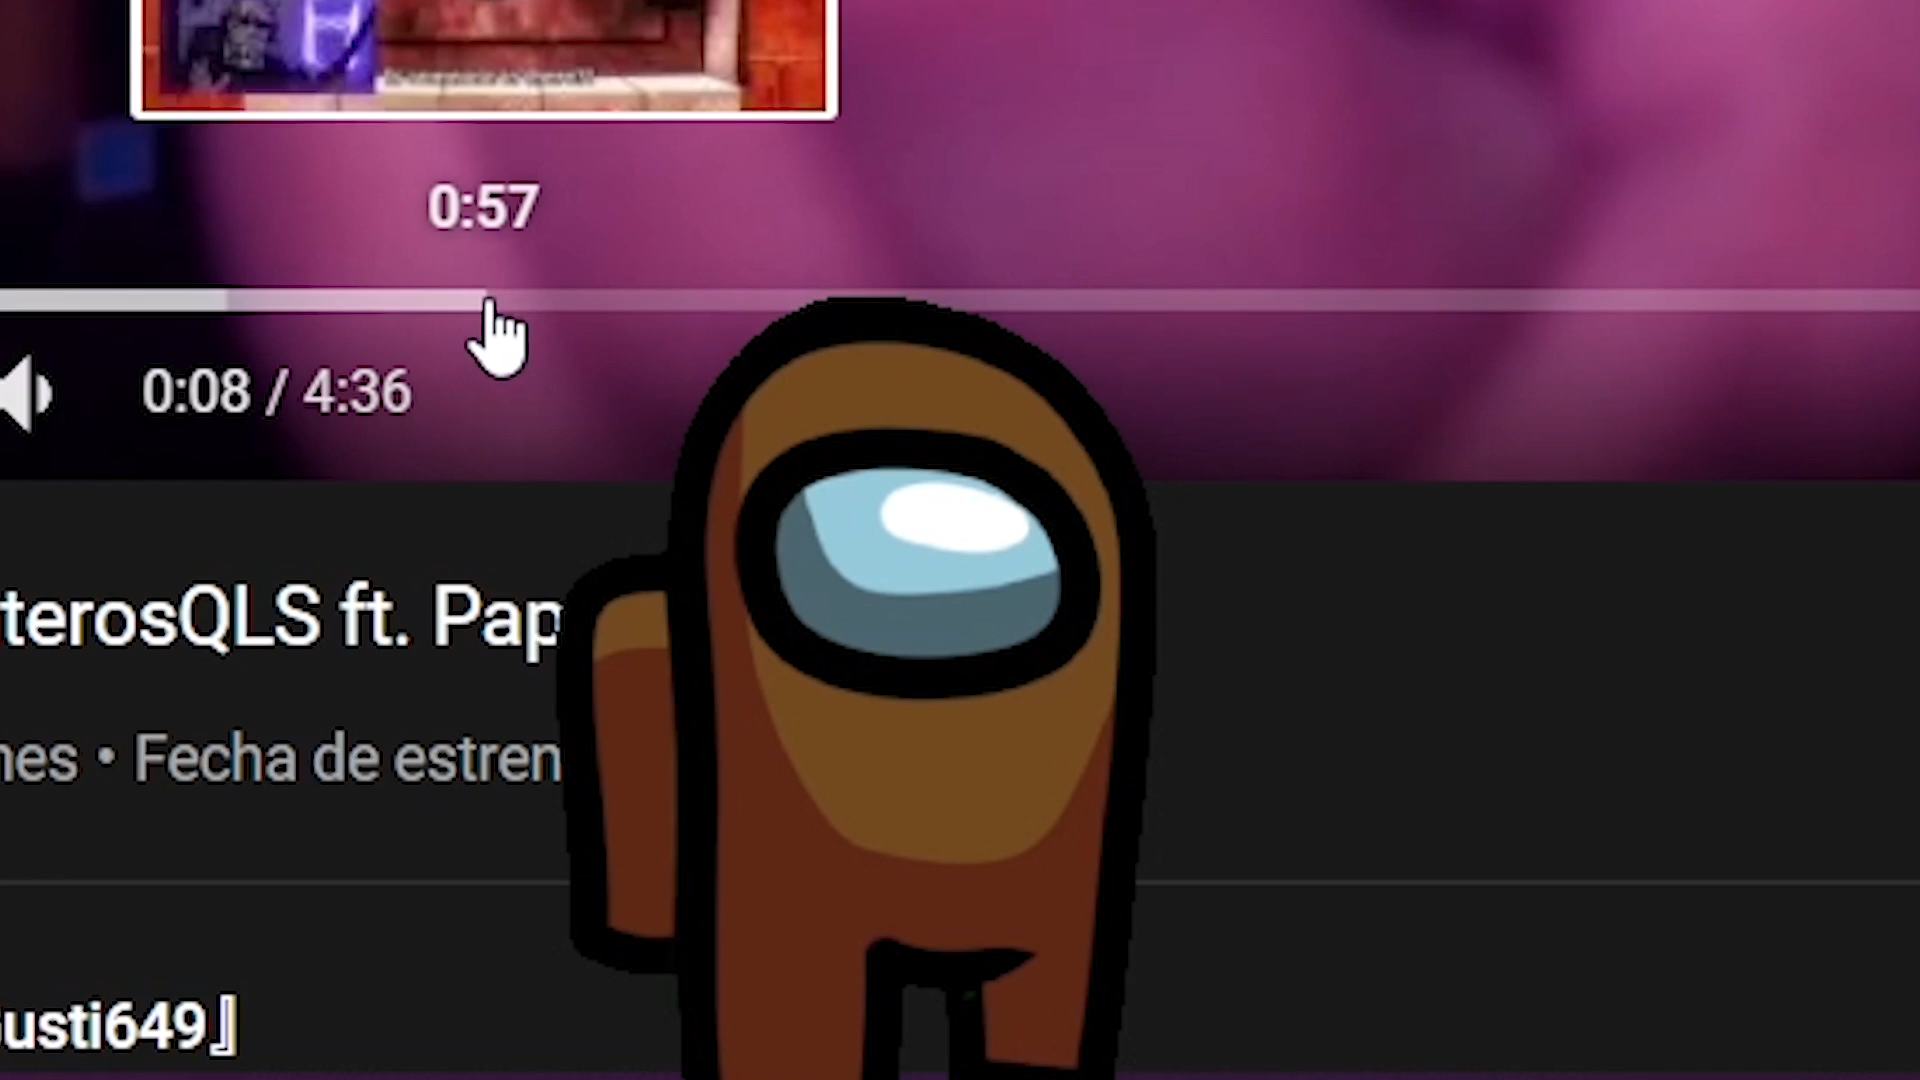 0:57
0:08 / 4:36
terosQLS ft. Pap
nes • Fecha de estren
usti649』